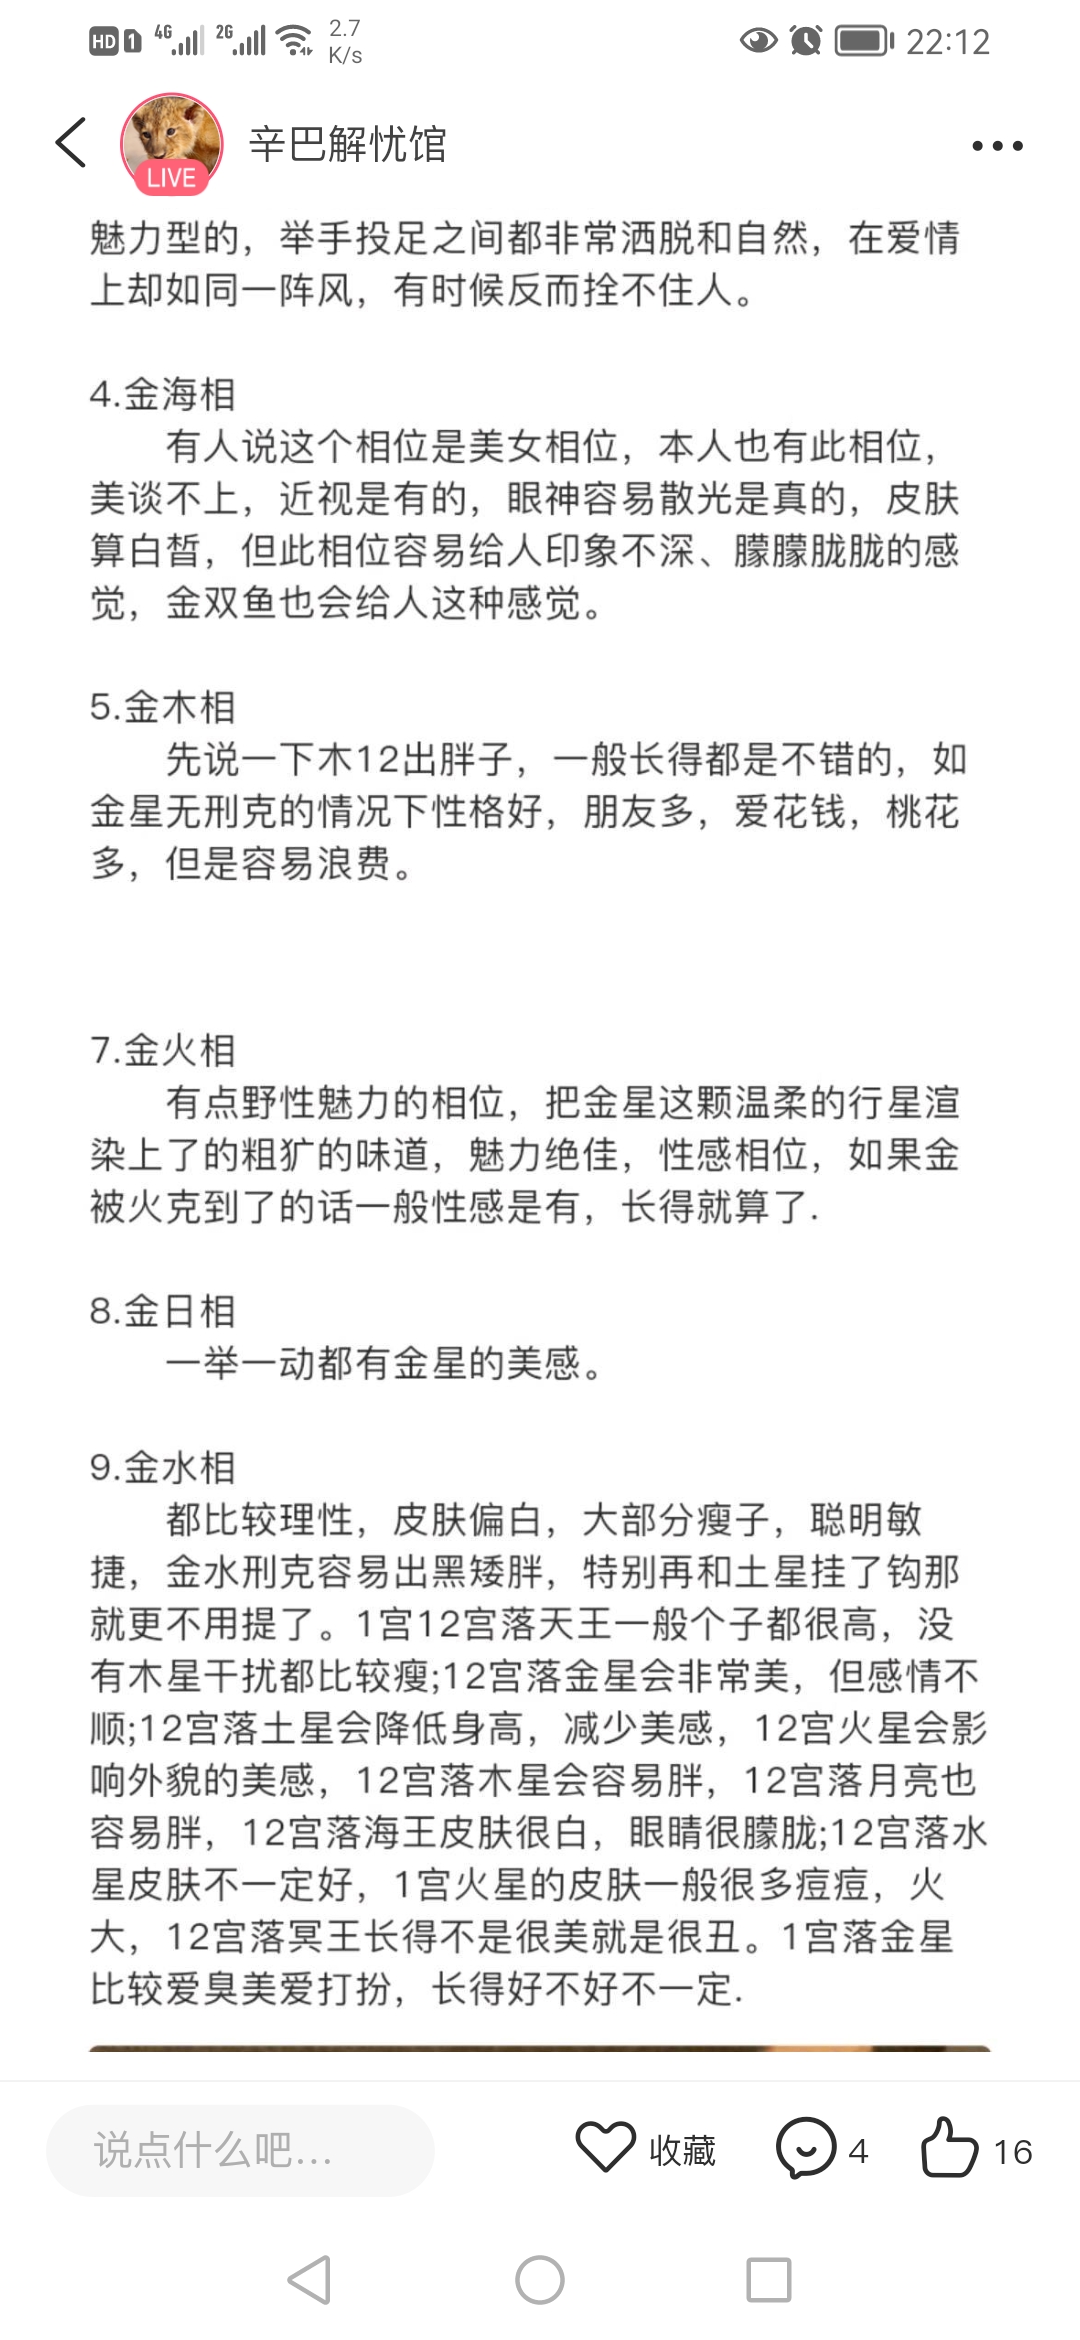 HD 1 4G 2G 2.7 K/s 22:12
LIVE 辛巴解忧馆
魅力型的，举手投足之间都非常洒脱和自然，在爱情
上却如同一阵风，有时候反而拴不住人。
4.金海相
有人说这个相位是美女相位，本人也有此相位，
美谈不上，近视是有的，眼神容易散光是真的，皮肤
算白皙，但此相位容易给人印象不深、朦朦胧胧的感
觉，金双鱼也会给人这种感觉。
5.金木相
先说一下木12出胖子，一般长得都是不错的，如
金星无刑克的情况下性格好，朋友多，爱花钱，桃花
多，但是容易浪费。
7.金火相
有点野性魅力的相位，把金星这颗温柔的行星渲
染上了的粗犷的味道，魅力绝佳，性感相位，如果金
被火克到了的话一般性感是有，长得就算了.
8.金日相
一举一动都有金星的美感。
9.金水相
都比较理性，皮肤偏白，大部分瘦子，聪明敏
捷，金水刑克容易出黑矮胖，特别再和土星挂了钩那
就更不用提了。1宫12宫落天王一般个子都很高，没
有木星干扰都比较瘦;12宫落金星会非常美，但感情不
顺;12宫落土星会降低身高，减少美感，12宫火星会影
响外貌的美感，12宫落木星会容易胖，12宫落月亮也
容易胖，12宫落海王皮肤很白，眼睛很朦胧;12宫落水
星皮肤不一定好，1宫火星的皮肤一般很多痘痘，火
大，12宫落冥王长得不是很美就是很丑。1宫落金星
比较爱臭美爱打扮，长得好不好不一定.
说点什么吧... 收藏 4 16